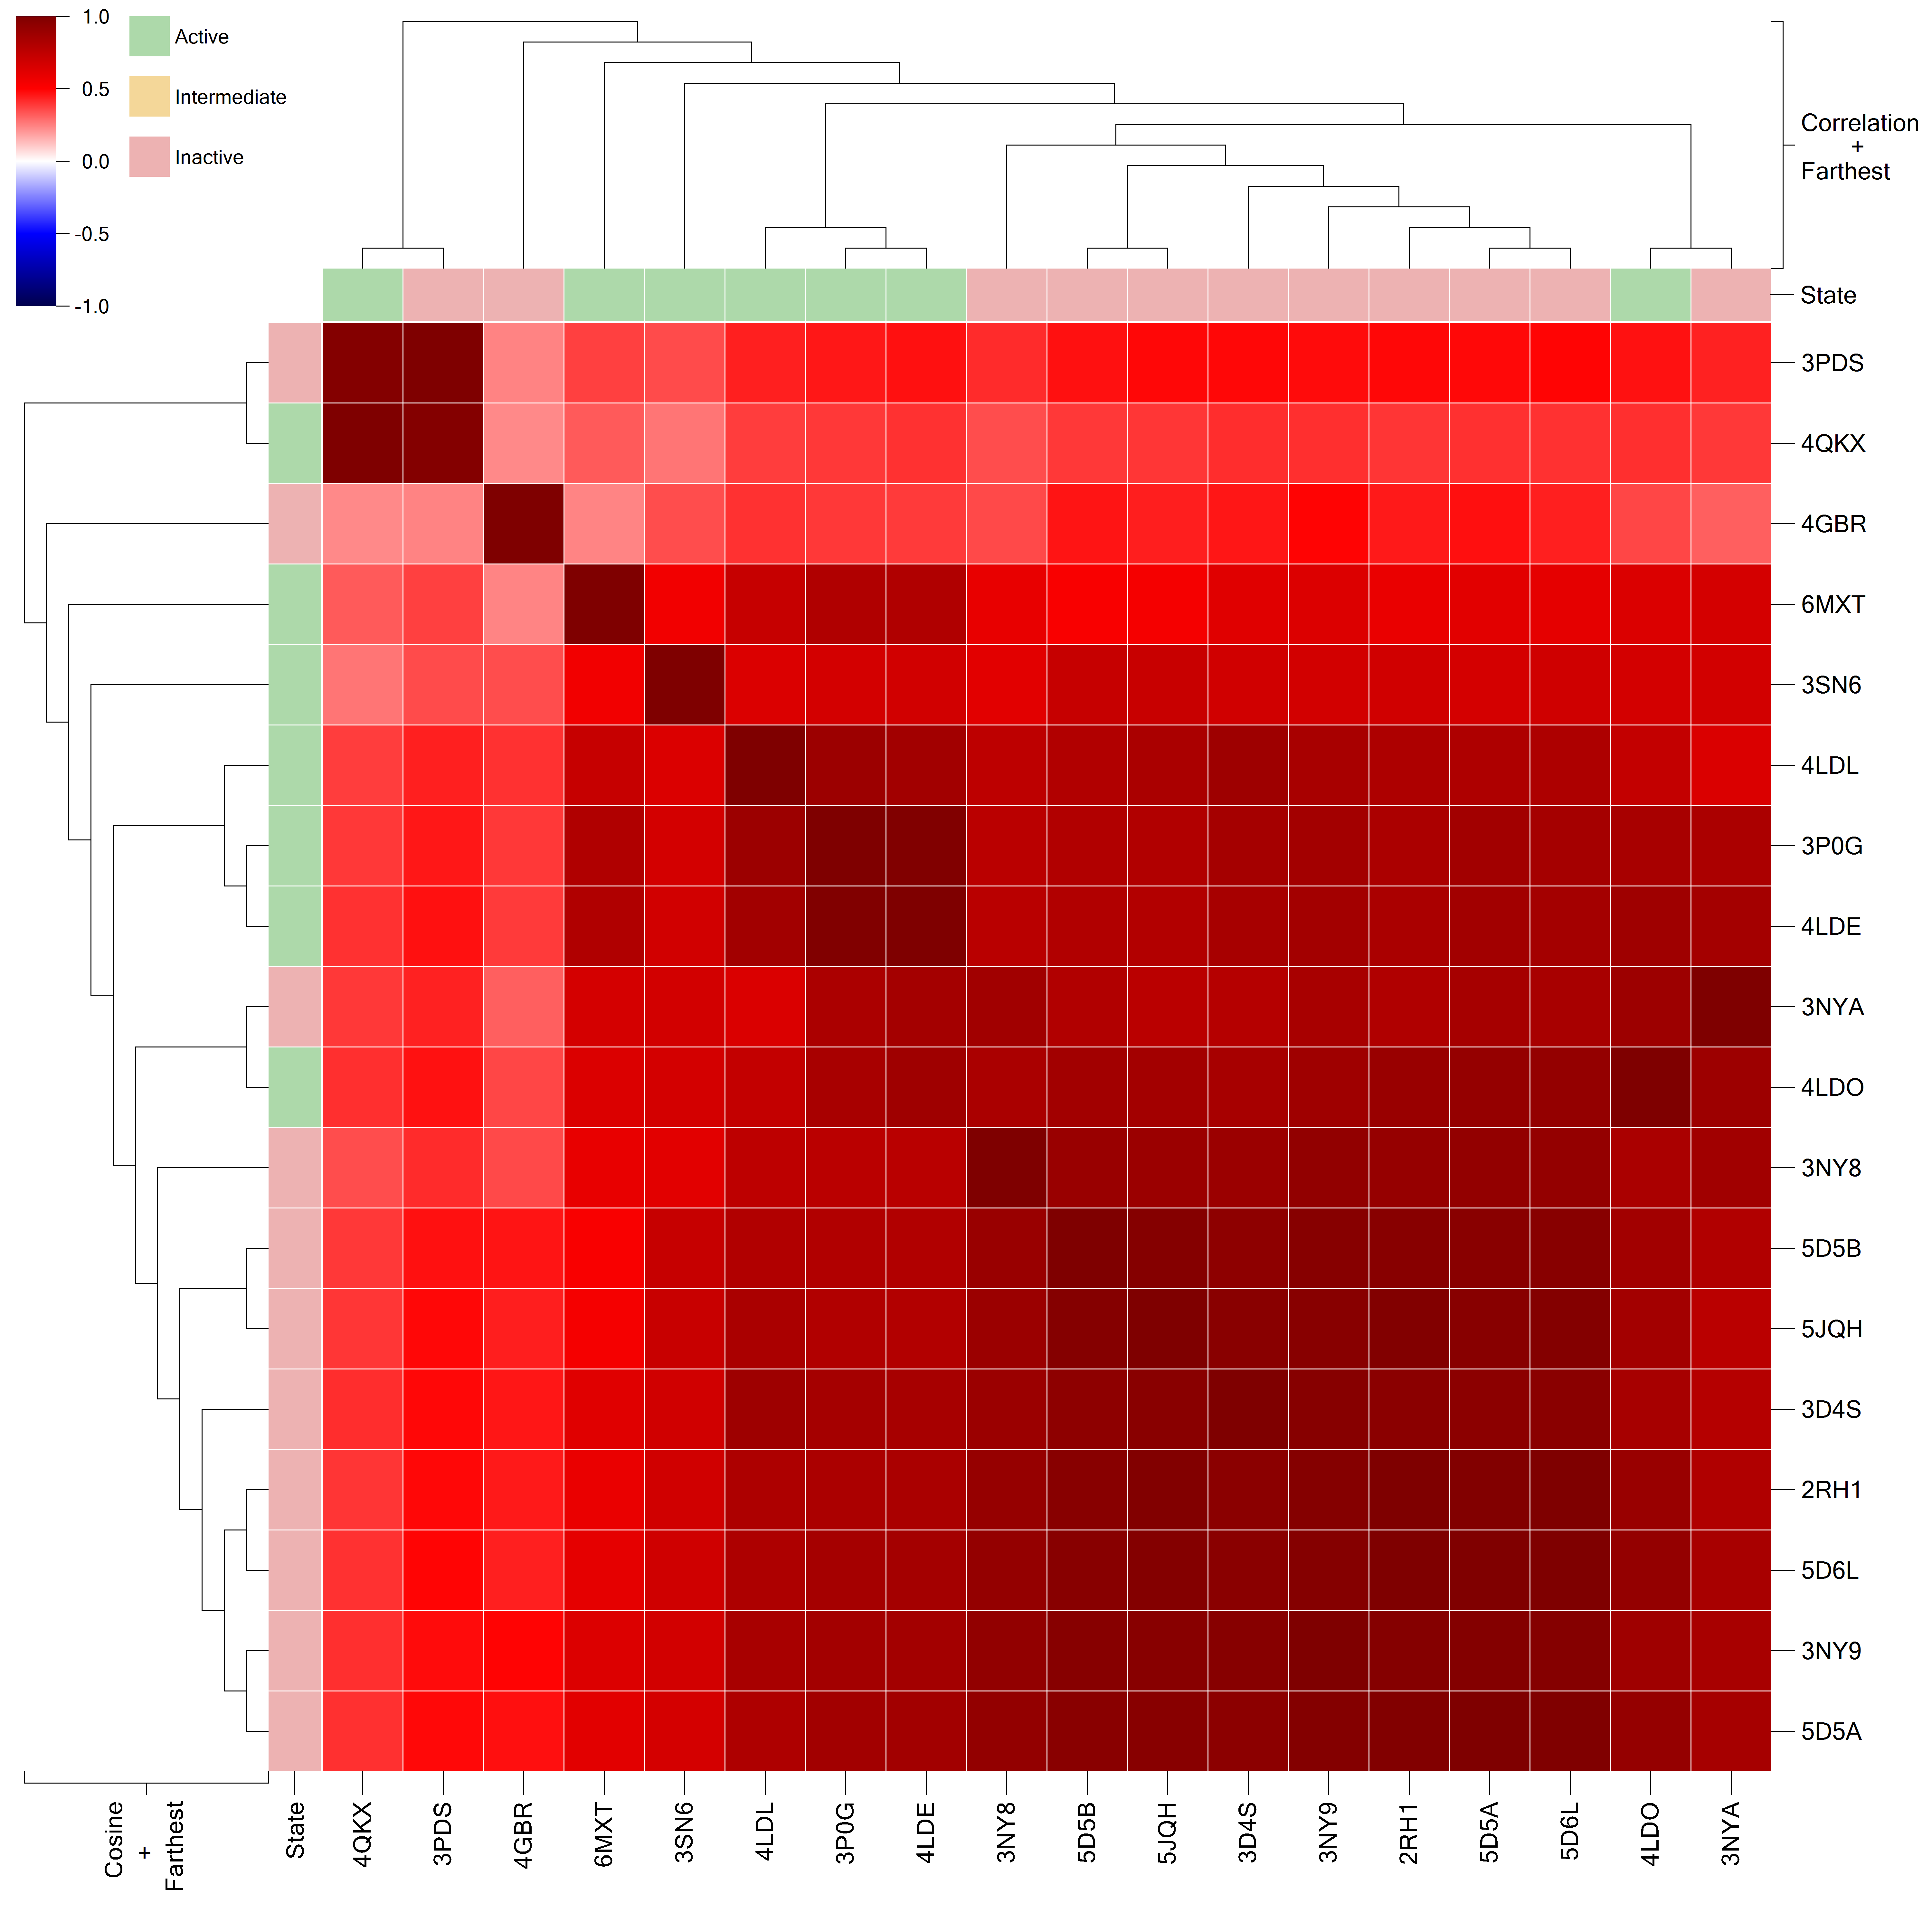 1.0
0.5
0.0
-0.5
-1.0
Active
Intermediate
Inactive
Correlation
+
Farthest
State
3PDS
4QKX
4GBR
6MXT
3SN6
4LDL
3P0G
4LDE
3NYA
4LDO
3NY8
5D5B
5JQH
3D4S
2RH1
5D6L
3NY9
5D5A
Cosine
+
Farthest
State
4QKX
3PDS
4GBR
6MXT
3SN6
4LDL
3P0G
4LDE
3NY8
5D5B
5JQH
3D4S
3NY9
2RH1
5D5A
5D6L
4LDO
3NYA